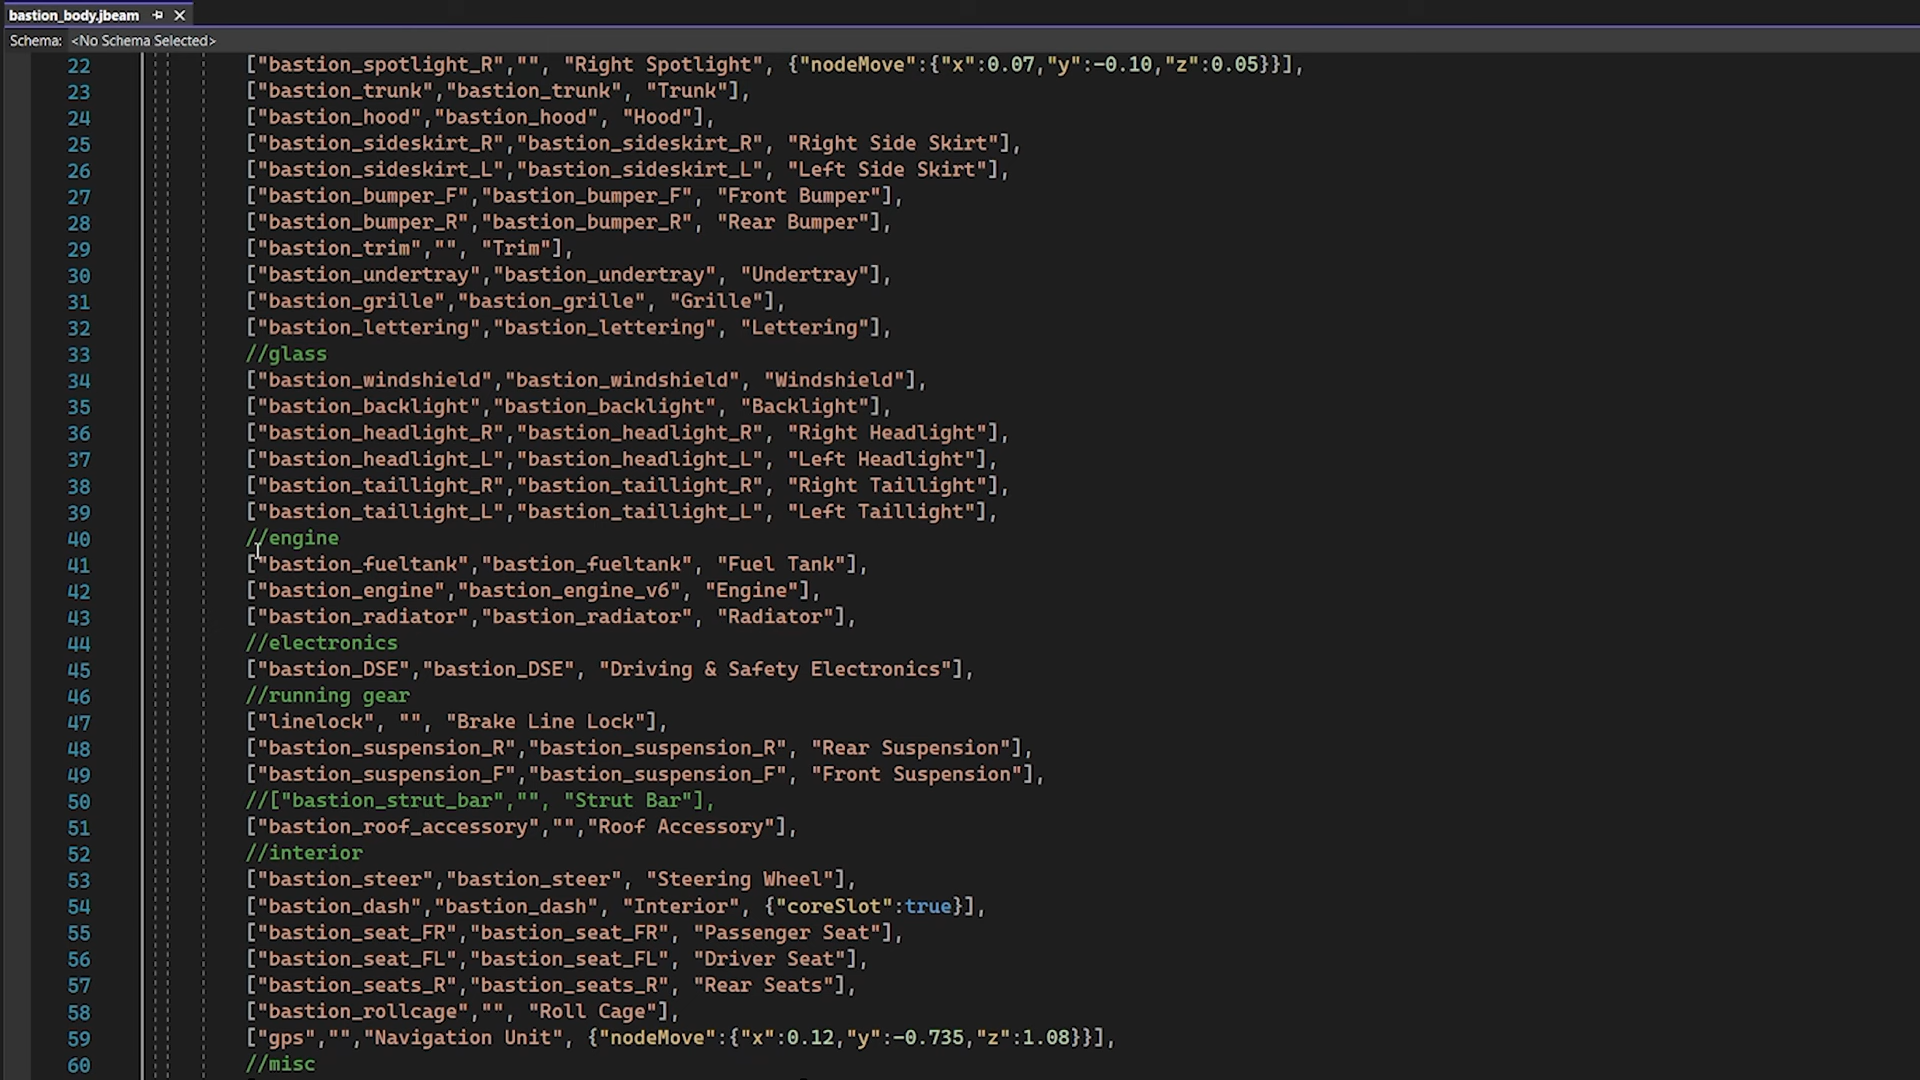 bastion_body.jbeam
Schema: <No Schema Selected>
22 ["bastion_spotlight_R","", "Right Spotlight", {"nodeMove":{"x":0.07,"y":-0.10,"z":0.05}}],
23 ["bastion_trunk","bastion_trunk", "Trunk"],
24 ["bastion_hood","bastion_hood", "Hood"],
25 ["bastion_sideskirt_R","bastion_sideskirt_R", "Right Side Skirt"],
26 ["bastion_sideskirt_L","bastion_sideskirt_L", "Left Side Skirt"],
27 ["bastion_bumper_F","bastion_bumper_F", "Front Bumper"],
28 ["bastion_bumper_R","bastion_bumper_R", "Rear Bumper"],
29 ["bastion_trim","", "Trim"],
30 ["bastion_undertray","bastion_undertray", "Undertray"],
31 ["bastion_grille","bastion_grille", "Grille"],
32 ["bastion_lettering","bastion_lettering", "Lettering"],
33 //glass
34 ["bastion_windshield","bastion_windshield", "Windshield"],
35 ["bastion_backlight","bastion_backlight", "Backlight"],
36 ["bastion_headlight_R","bastion_headlight_R", "Right Headlight"],
37 ["bastion_headlight_L","bastion_headlight_L", "Left Headlight"],
38 ["bastion_taillight_R","bastion_taillight_R", "Right Taillight"],
39 ["bastion_taillight_L","bastion_taillight_L", "Left Taillight"],
40 //engine
41 ["bastion_fueltank","bastion_fueltank", "Fuel Tank"],
42 ["bastion_engine","bastion_engine_v6", "Engine"],
43 ["bastion_radiator","bastion_radiator", "Radiator"],
44 //electronics
45 ["bastion_DSE","bastion_DSE", "Driving & Safety Electronics"],
46 //running gear
47 ["linelock", "", "Brake Line Lock"],
48 ["bastion_suspension_R","bastion_suspension_R", "Rear Suspension"],
49 ["bastion_suspension_F","bastion_suspension_F", "Front Suspension"],
50 //["bastion_strut_bar","", "Strut Bar"],
51 ["bastion_roof_accessory","","Roof Accessory"],
52 //interior
53 ["bastion_steer","bastion_steer", "Steering Wheel"],
54 ["bastion_dash","bastion_dash", "Interior", {"coreSlot":true}],
55 ["bastion_seat_FR","bastion_seat_FR", "Passenger Seat"],
56 ["bastion_seat_FL","bastion_seat_FL", "Driver Seat"],
57 ["bastion_seats_R","bastion_seats_R", "Rear Seats"],
58 ["bastion_rollcage","", "Roll Cage"],
59 ["gps","","Navigation Unit", {"nodeMove":{"x":0.12,"y":-0.735,"z":1.08}}],
60 //misc